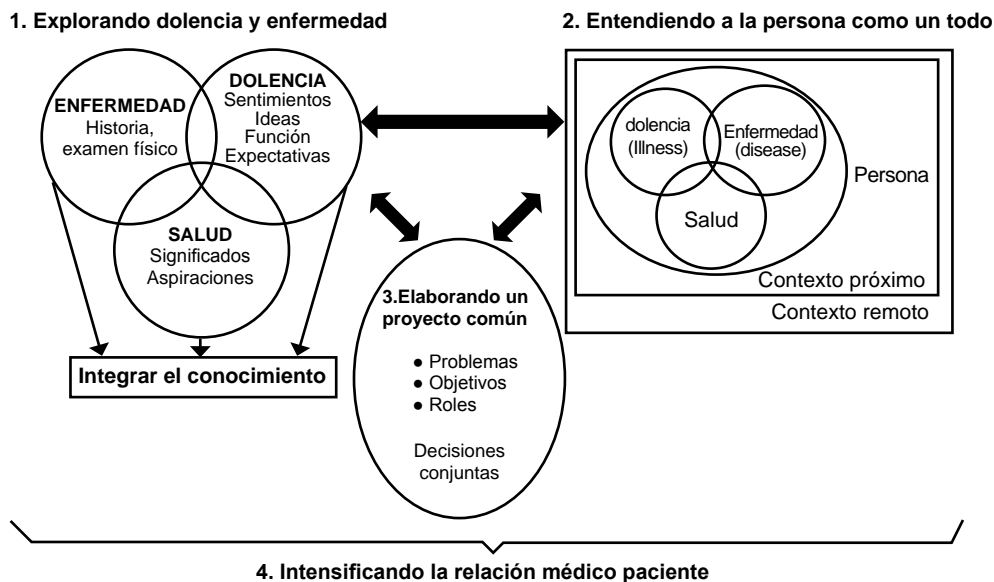 1. Explorando dolencia y enfermedad
ENFERMEDAD
Historia,
examen físico
DOLENCIA
Sentimientos
Ideas
Función
Expectativas
SALUD
Significados
Aspiraciones
Integrar el conocimiento
2. Entendiendo a la persona como un todo
dolencia
(Illness)
Enfermedad
(disease)
Salud
Persona
Contexto próximo
Contexto remoto
3.Elaborando un
proyecto común
● Problemas
● Objetivos
● Roles
Decisiones
conjuntas
4. Intensificando la relación médico paciente